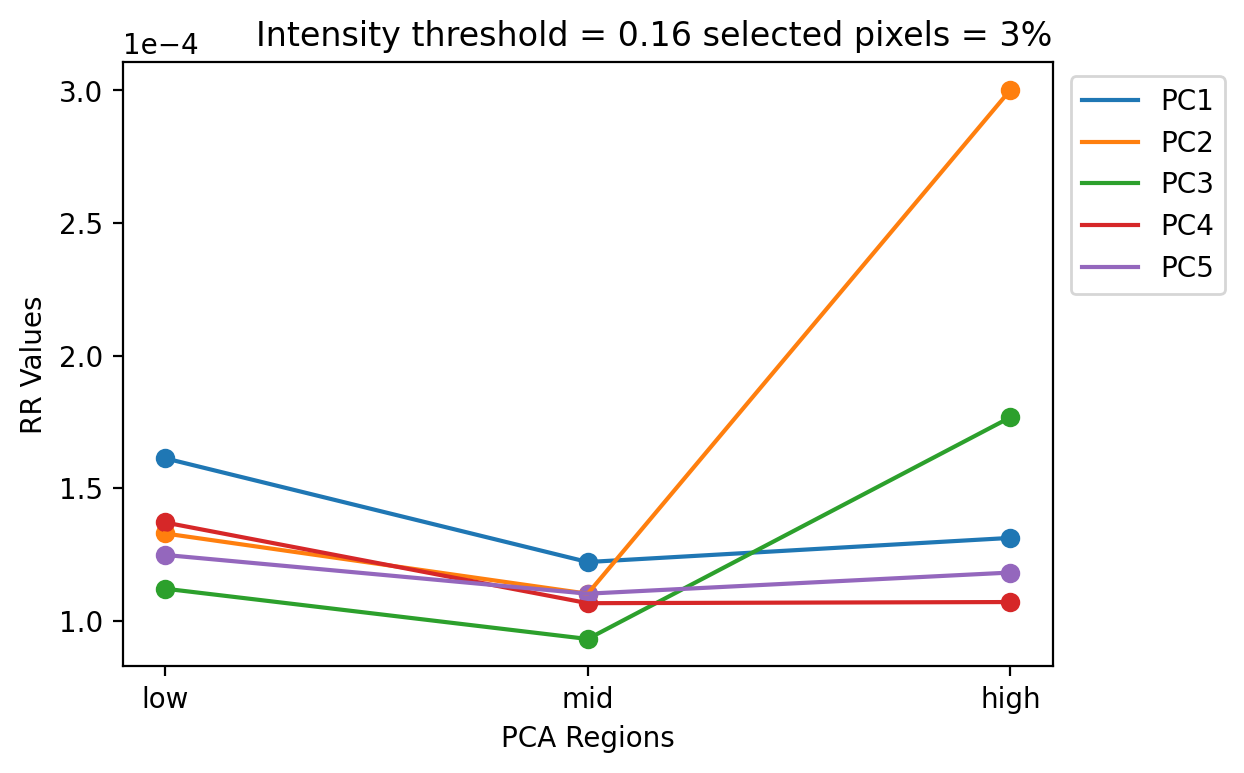 Intensity threshold = 0.16 selected pixels = 3%
1e−4
3.0
2.5
2.0
1.5
1.0
RR Values
low
mid
high
PCA Regions
PC1
PC2
PC3
PC4
PC5